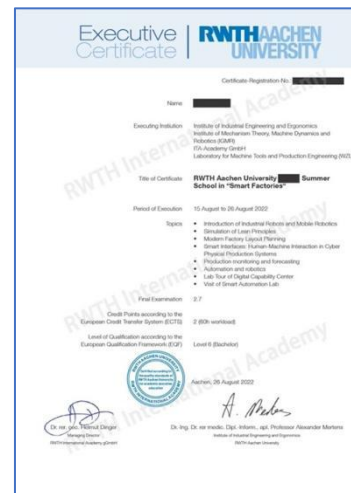 Executive
Certificate
RWTHAACHEN
UNIVERSITY
Certificate-Registration-No.
Name
Executing Institution
Institute of Industrial Engineering and Ergonomics
Institute of Mechanism Theory, Machine Dynamics and
Robotics (IGMR)
ITA Academy GmbH
Laboratory for Machine Tools and Production Engineering (WZL)
Title of Certificate
RWTH Aachen University Summer
School in "Smart Factories"
Period of Execution
15 August to 26 August 2022
Topics
• Introduction of Industrial Robots and Mobile Robotics
• Simulation of Lean Principles
• Modern Factory Layout Planning
• Smart Interfaces: Human-Machine Interaction in Cyber
Physical Production Systems
• Production monitoring and forecasting
• Automation and robotics
• Lab Tour of Digital Capability Center
• Visit of Smart Automation Lab
Final Examination
2.7
Credit Points according to the
European Credit Transfer System (ECTS)
2 (60h workload)
Level of Qualification according to the
European Qualification Framework (EQF)
Level 6 (Bachelor)
RWTH International Academy
Aachen, 26 August 2022
Dr. rer. Helmut Dinger
Managing Director
RWTH International Academy gGmbH
Dr.-Ing. Dr. rer medic. Dipl.-Inform., apl. Professor Alexander Mertens
Institute of Industrial Engineering and Ergonomics
RWTH Aachen University